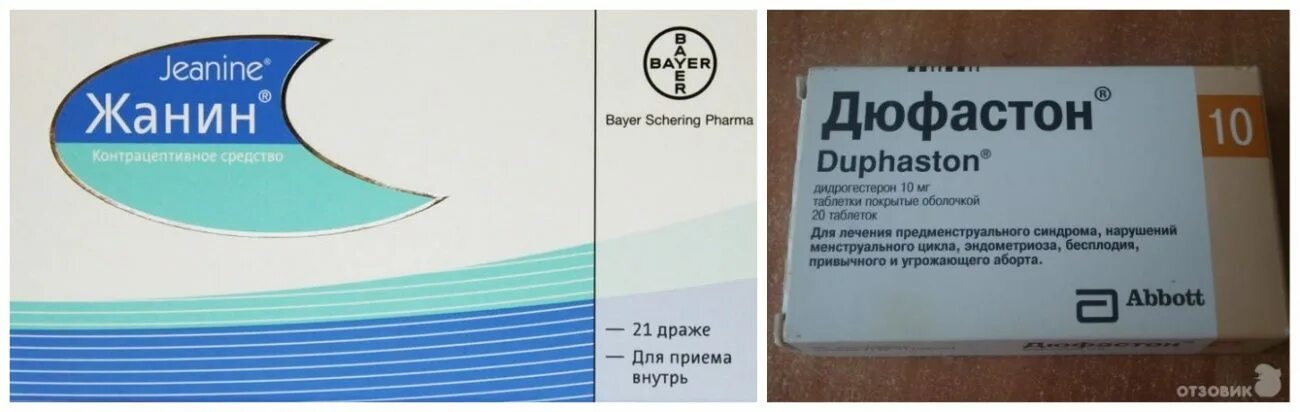 Jeanine®
Жанин®
Контрацептивное средство
BAYER
BAYER
Bayer Schering Pharma
— 21 драже
— Для приема
внутрь
Дюфастон®
10
Duphaston®
дидрогестерон 10 мг
таблетки покрытые оболочкой
20 таблеток
Для лечения предменструального синдрома, нарушений
менструального цикла, эндометриоза, бесплодия,
привычного и угрожающего аборта.
Abbott
Дюфастон®
ОТЗОВИК